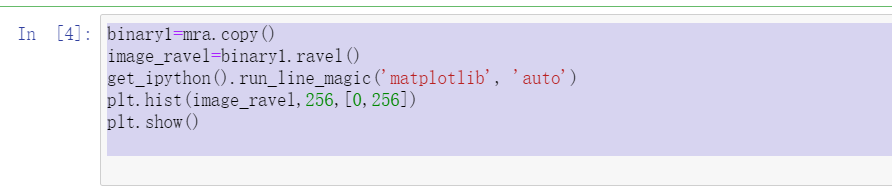 In [4]: binary1=mra.copy()
image_ravel=binary1.ravel()
get_ipython().run_line_magic('matplotlib', 'auto')
plt.hist(image_ravel,256,[0,256])
plt.show()